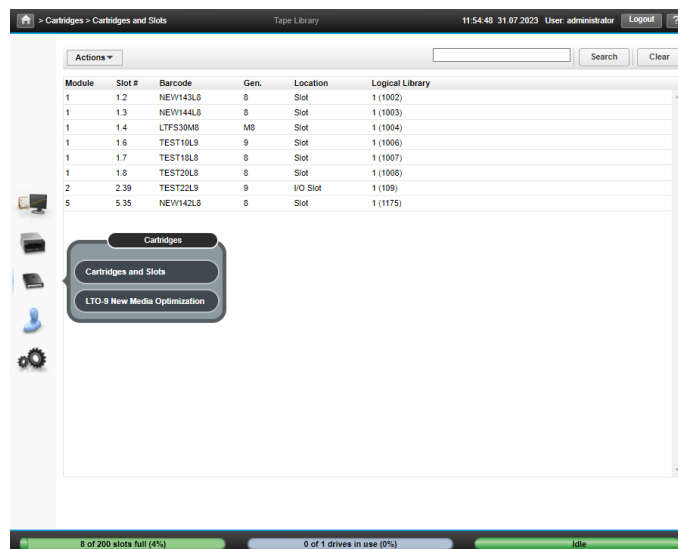 > Cartridges > Cartridges and Slots Tape Library 11:54:48 31.07.2023 User: administrator Logout ?
Actions Search Clear
Module Slot # Barcode Gen. Location Logical Library
1 1.2 NEW143L8 8 Slot 1 (1002)
1 1.3 NEW144L8 8 Slot 1 (1003)
1 1.4 LTFS30M8 M8 Slot 1 (1004)
1 1.6 TEST10L9 9 Slot 1 (1006)
1 1.7 TEST18L8 8 Slot 1 (1007)
1 1.8 TEST20L8 8 Slot 1 (1008)
2 2.39 TEST22L9 9 I/O Slot 1 (109)
5 5.35 NEW142L8 8 Slot 1 (1175)
Cartridges
Cartridges and Slots
LTO-9 New Media Optimization
8 of 200 slots full (4%) 0 of 1 drives in use (0%) Idle